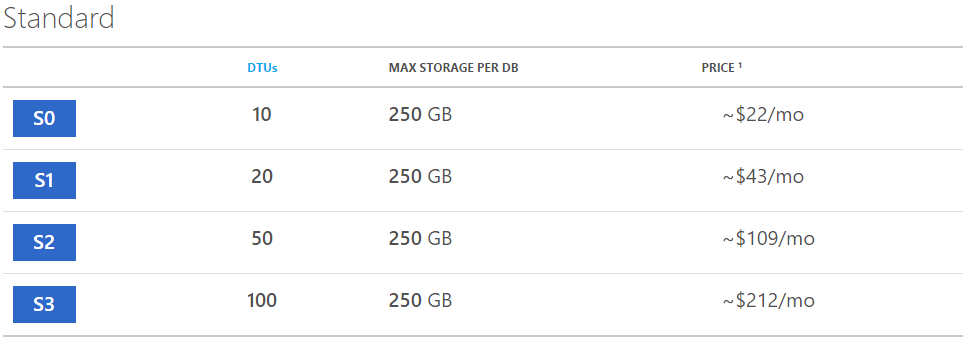 Standard
DTUs MAX STORAGE PER DB PRICE ¹
S0 10 250 GB ~$22/mo
S1 20 250 GB ~$43/mo
S2 50 250 GB ~$109/mo
S3 100 250 GB ~$212/mo